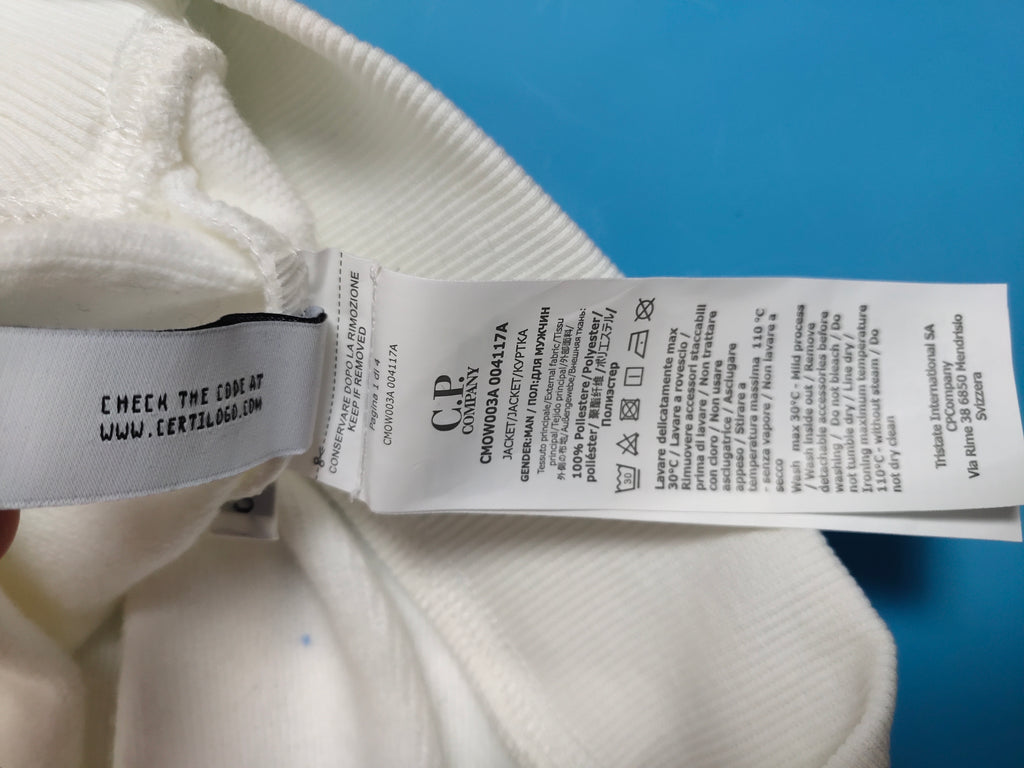 CHECK THE CODE AT
WWW.CERTILOGO.COM
CONSERVARE DOPO LA RIMOZIONE
KEEP IF REMOVED
Pagina 1 di 4
CMOW003A 004117A
C.P.
COMPANY
CMOW003A 004117A
JACKET/JACKET/КУРТКА
GENDER:MAN / ПОЛ:ДЛЯ МУЖЧИН
Tessuto principale/External fabric/Tissu
principal/Tejido principal/外部面料/
外側の布地/Außengewebe/Внешняя ткань:
100% Poliestere/Polyester/
poliéster/ 聚酯纤维 /ポリエステル/
полиэстер
30
Lavare delicatamente max
30°C / Lavare a rovescio /
Rimuovere accessori staccabili
prima di lavare / Non trattare
con cloro / Non usare
asciugatrice / Asciugare
appeso / Stirare a
temperatura massima 110 °C
- senza vapore / Non lavare a
secco
Wash max 30°C - Mild process
/ Wash inside out / Remove
detachable accessories before
washing / Do not bleach / Do
not tumble dry / Line dry /
Ironing maximum temperature
110°C - without steam / Do
not dry clean
Tristate International SA
CPCompany
Via Rime 38 6850 Mendrisio
Svizzera